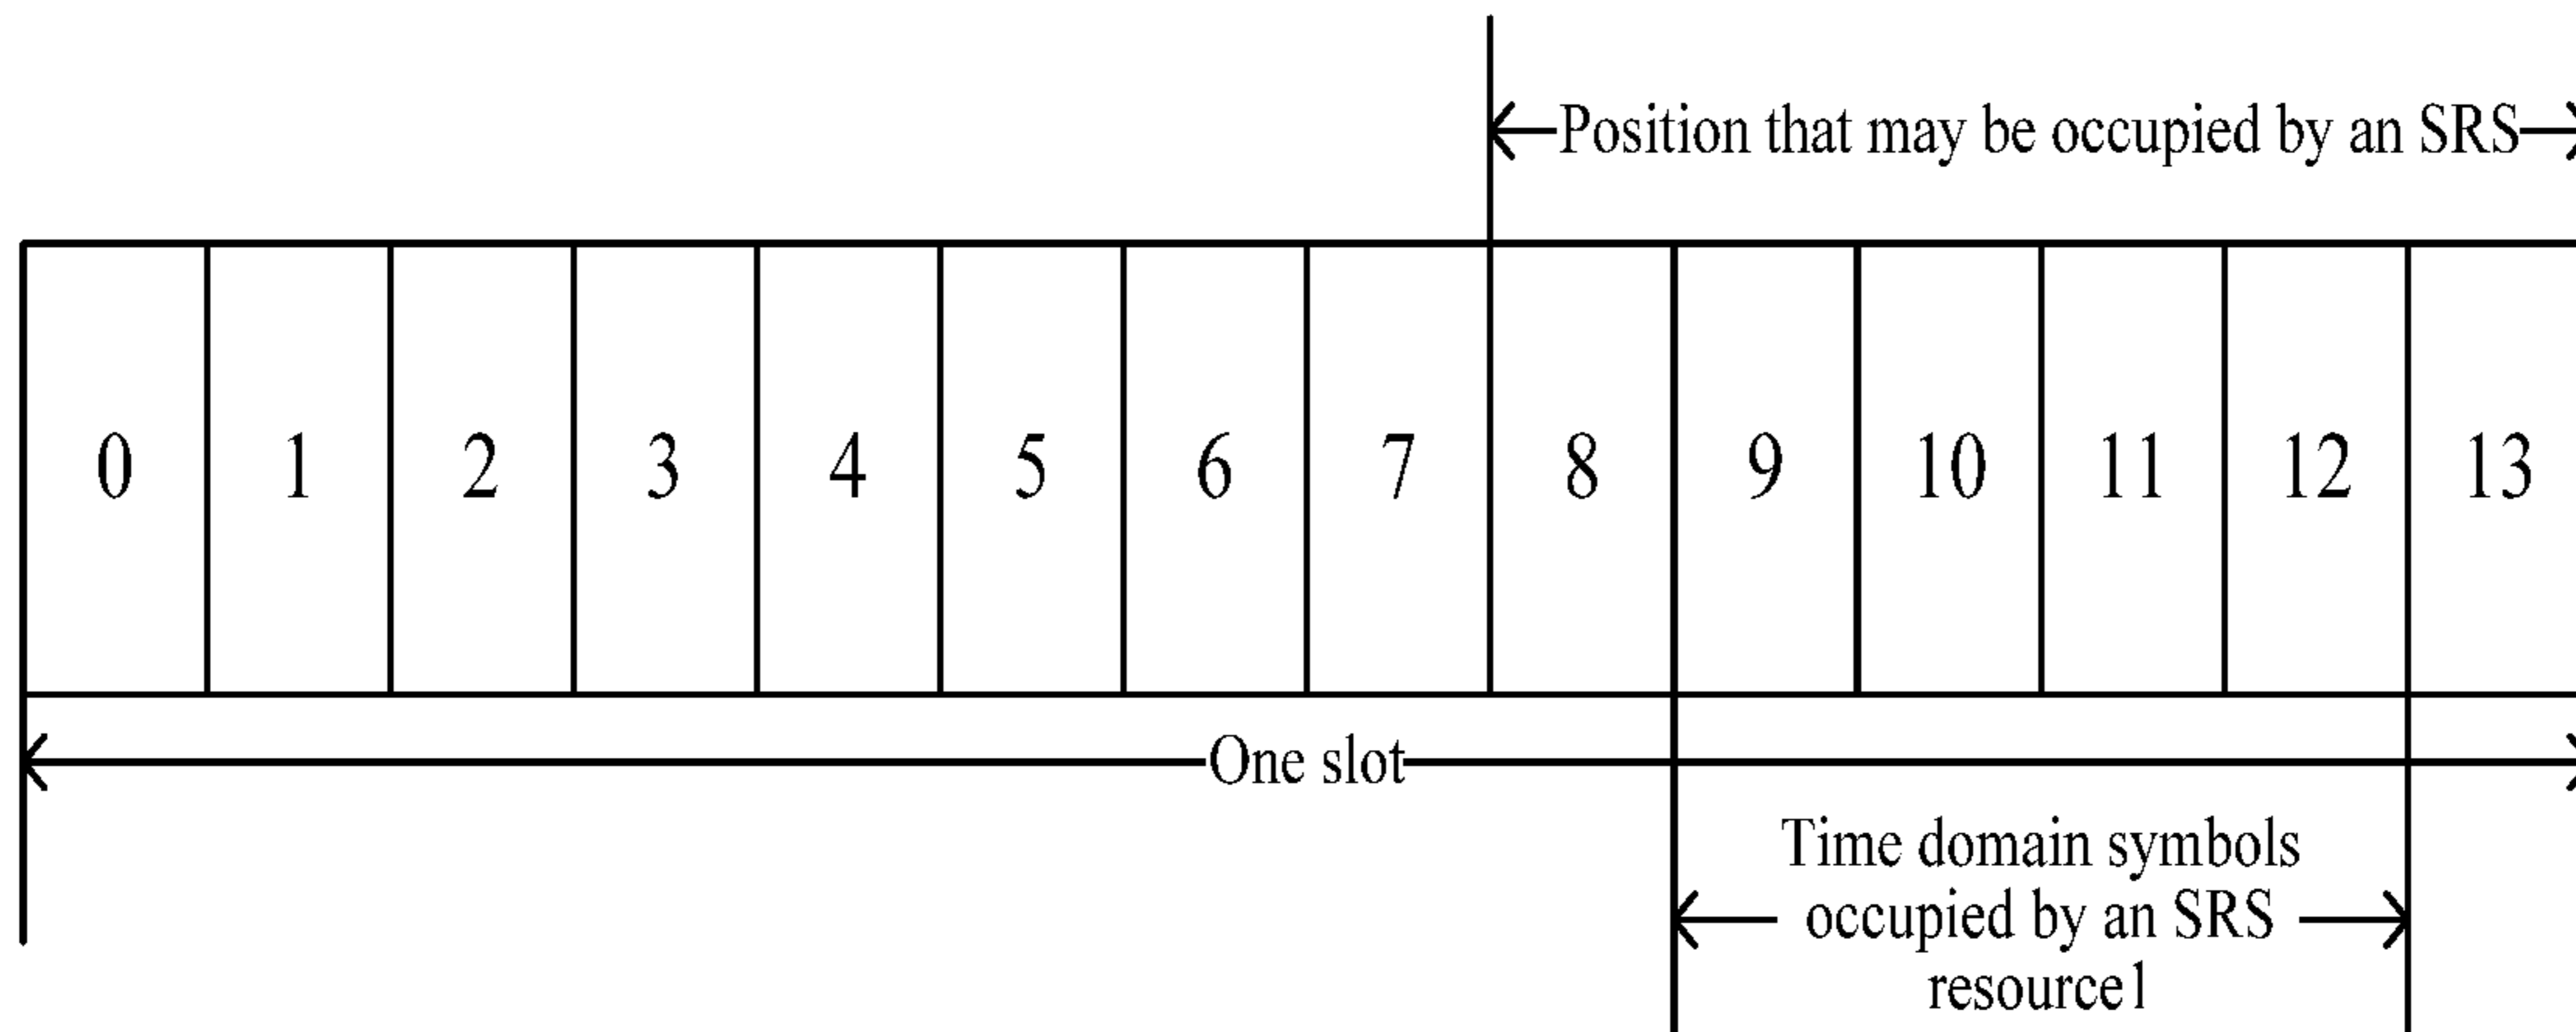 Position that may be occupied by an SRS
0 1 2 3 4 5 6 7 8 9 10 11 12 13
One slot
Time domain symbols
occupied by an SRS
resource1